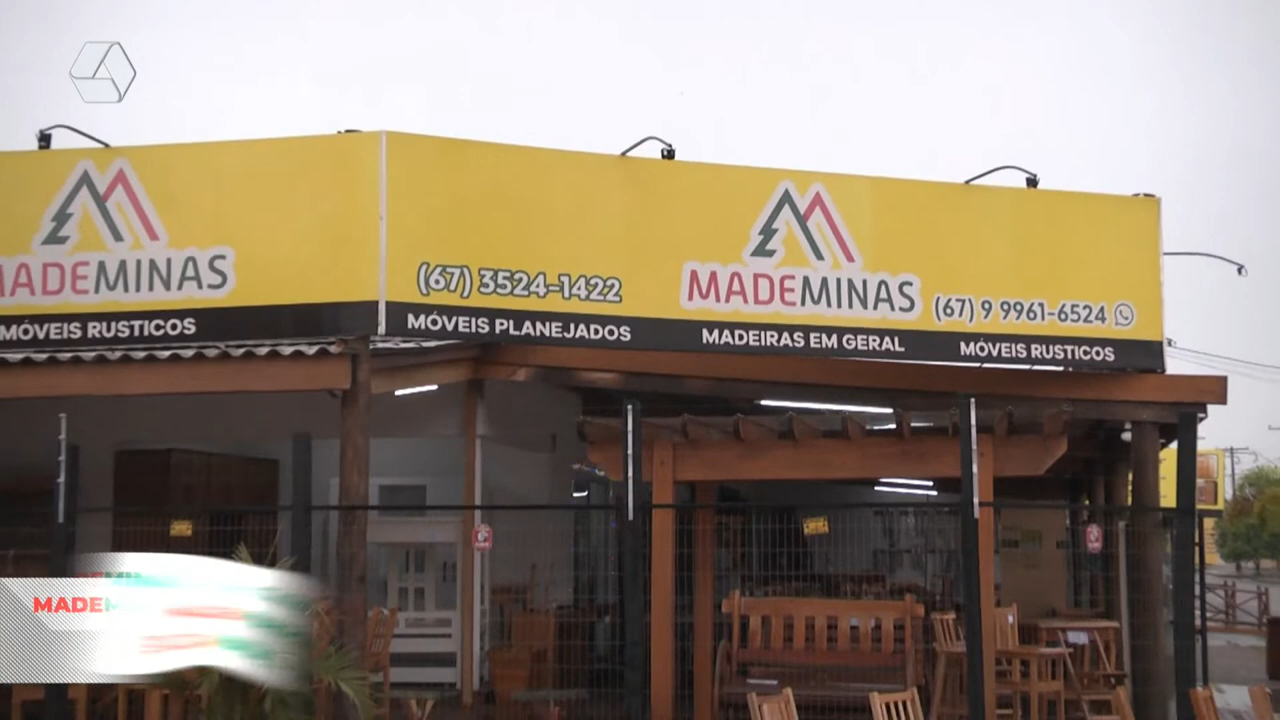 MADEMINAS
MÓVEIS RUSTICOS
(67) 3524-1422
MÓVEIS PLANEJADOS
MADEMINAS
MADEIRAS EM GERAL
(67) 9 9961-6524
MÓVEIS RUSTICOS
MADE